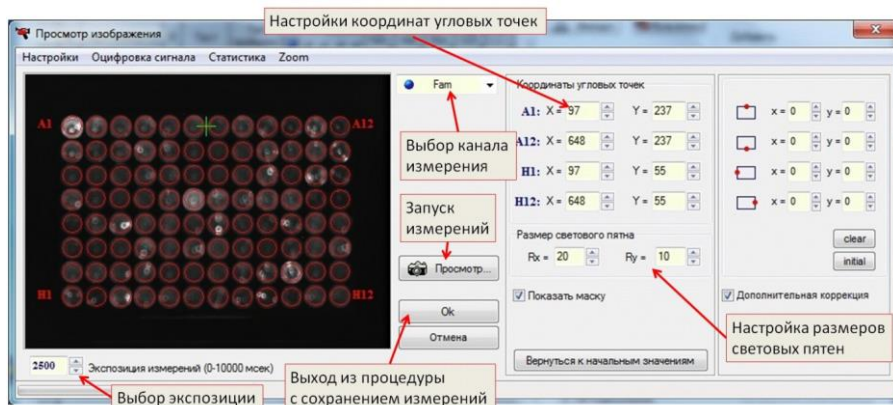 Настройки координат угловых точек
Просмотр изображения
Настройки Оцифровка сигнала Статистика Zoom
A1
A12
H1
H12
Fam
Выбор канала
измерения
Запуск
измерений
Просмотр...
Ok
Отмена
2500 Экспозиция измерений (0-10000 мсек)
Выбор экспозиции
Выход из процедуры
с сохранением измерений
Координаты угловых точек
A1: X = 97 Y = 237
A12: X = 648 Y = 237
H1: X = 97 Y = 55
H12: X = 648 Y = 55
Размер светового пятна
Rx = 20 Ry = 10
Показать маску
Вернуться к начальным значениям
x = 0 y = 0
x = 0 y = 0
x = 0 y = 0
x = 0 y = 0
clear
initial
Дополнительная коррекция
Настройка размеров
световых пятен